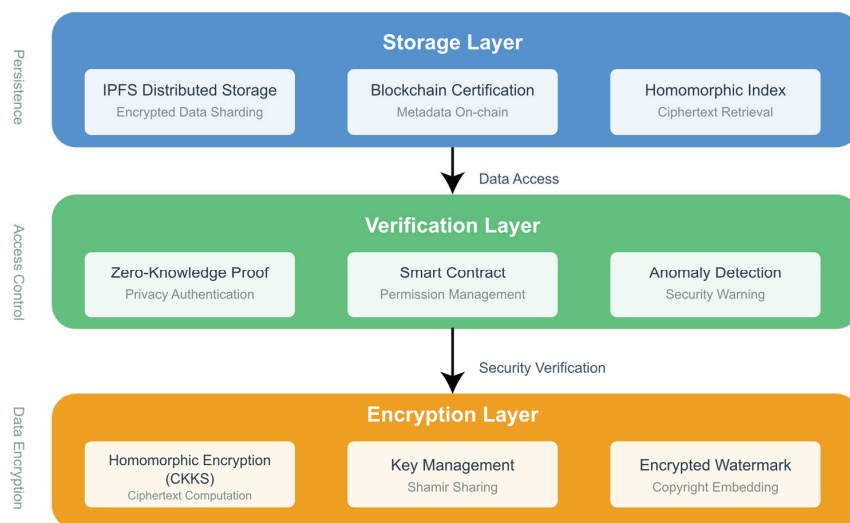 Persistence
Storage Layer
IPFS Distributed Storage
Encrypted Data Sharding
Blockchain Certification
Metadata On-chain
Homomorphic Index
Ciphertext Retrieval
Data Access
Access Control
Verification Layer
Zero-Knowledge Proof
Privacy Authentication
Smart Contract
Permission Management
Anomaly Detection
Security Warning
Security Verification
Data Encryption
Encryption Layer
Homomorphic Encryption
(CKKS)
Ciphertext Computation
Key Management
Shamir Sharing
Encrypted Watermark
Copyright Embedding